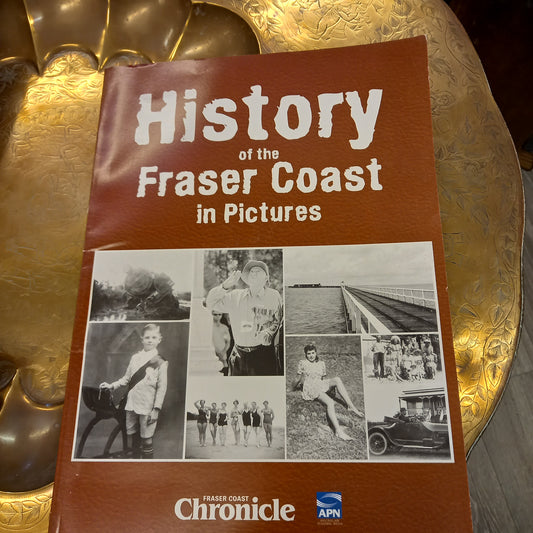 History
of the
Fraser Coast
in Pictures
FRASER COAST
Chronicle
APN